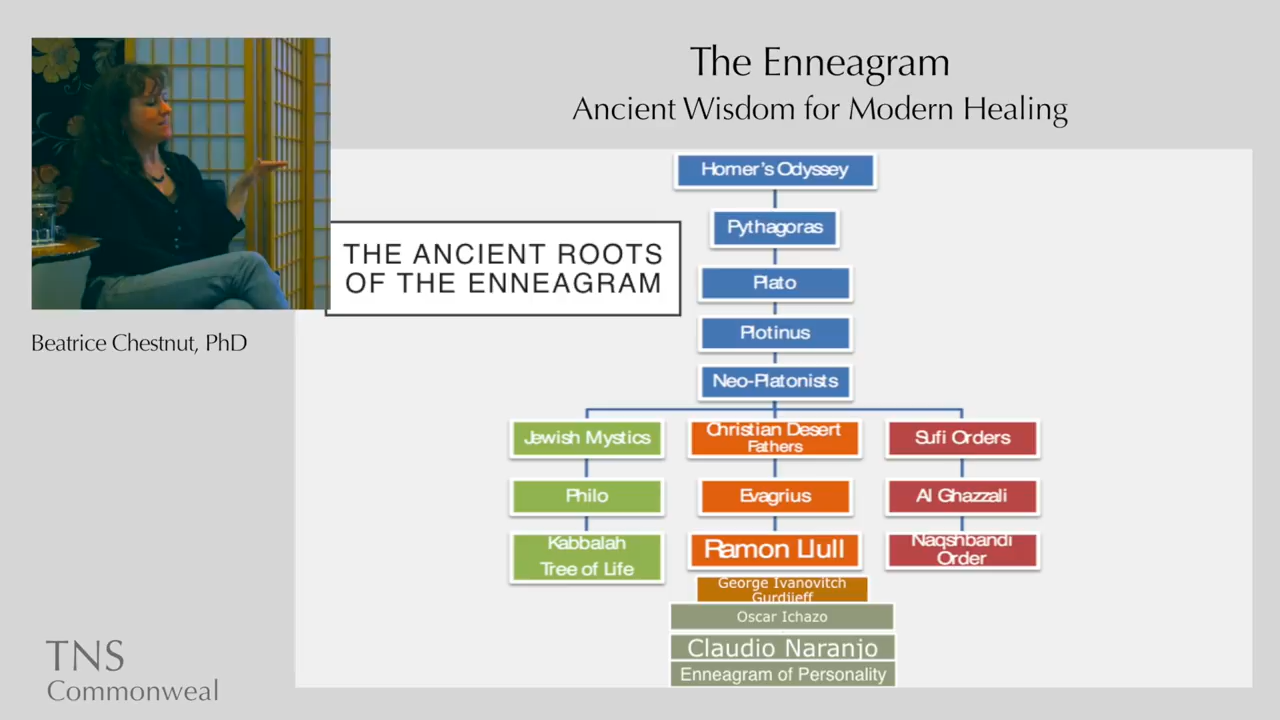 The Enneagram
Ancient Wisdom for Modern Healing
Homer's Odyssey
Pythagoras
THE ANCIENT ROOTS
OF THE ENNEAGRAM
Plato
Plotinus
Neo-Platonists
Beatrice Chestnut, PhD
Jewish Mystics
Christian Desert
Fathers
Sufi Orders
Philo
Evagrius
Al Ghazzali
Kabbalah
Tree of Life
Ramon Llull
Naqshbandi
Order
George Ivanovitch
Gurdjieff
Oscar Ichazo
Claudio Naranjo
Enneagram of Personality
TNS
Commonweal